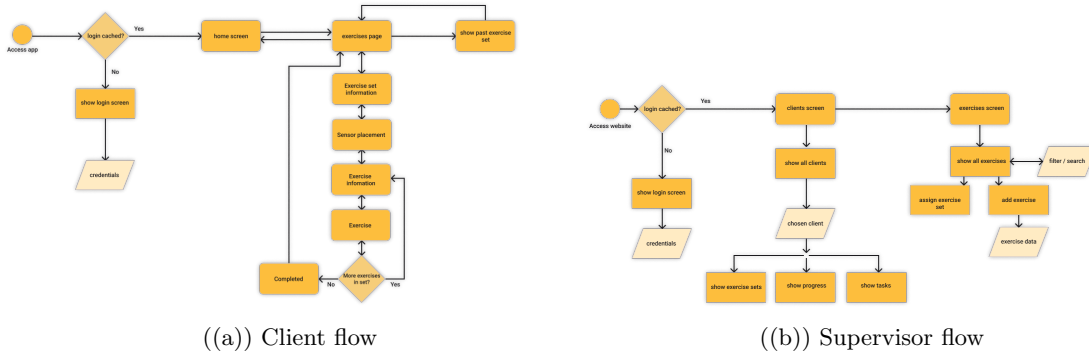 Access app
login cached?
Yes
No
show login screen
credentials
home screen
exercises page
show past exercise
set
Exercise set
information
Sensor placement
Exercise
infomation
Exercise
More exercises
in set?
No
Yes
Completed
((a)) Client flow
Access website
login cached?
Yes
No
show login screen
credentials
clients screen
show all clients
chosen client
show exercise sets
show progress
show tasks
exercises screen
show all exercises
filter / search
assign exercise
set
add exercise
exercise data
((b)) Supervisor flow